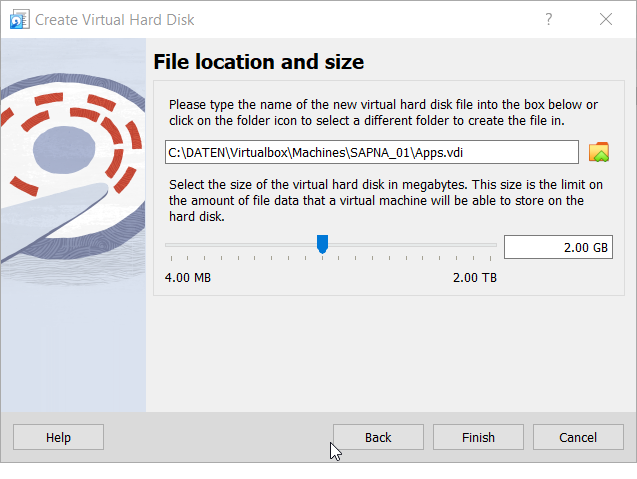 Create Virtual Hard Disk
?
File location and size
Please type the name of the new virtual hard disk file into the box below or
click on the folder icon to select a different folder to create the file in.
C:\DATEN\Virtualbox\Machines\SAPNA_01\Apps.vdi
Select the size of the virtual hard disk in megabytes. This size is the limit on
the amount of file data that a virtual machine will be able to store on the
hard disk.
2.00 GB
4.00 MB 2.00 TB
Help Back Finish Cancel